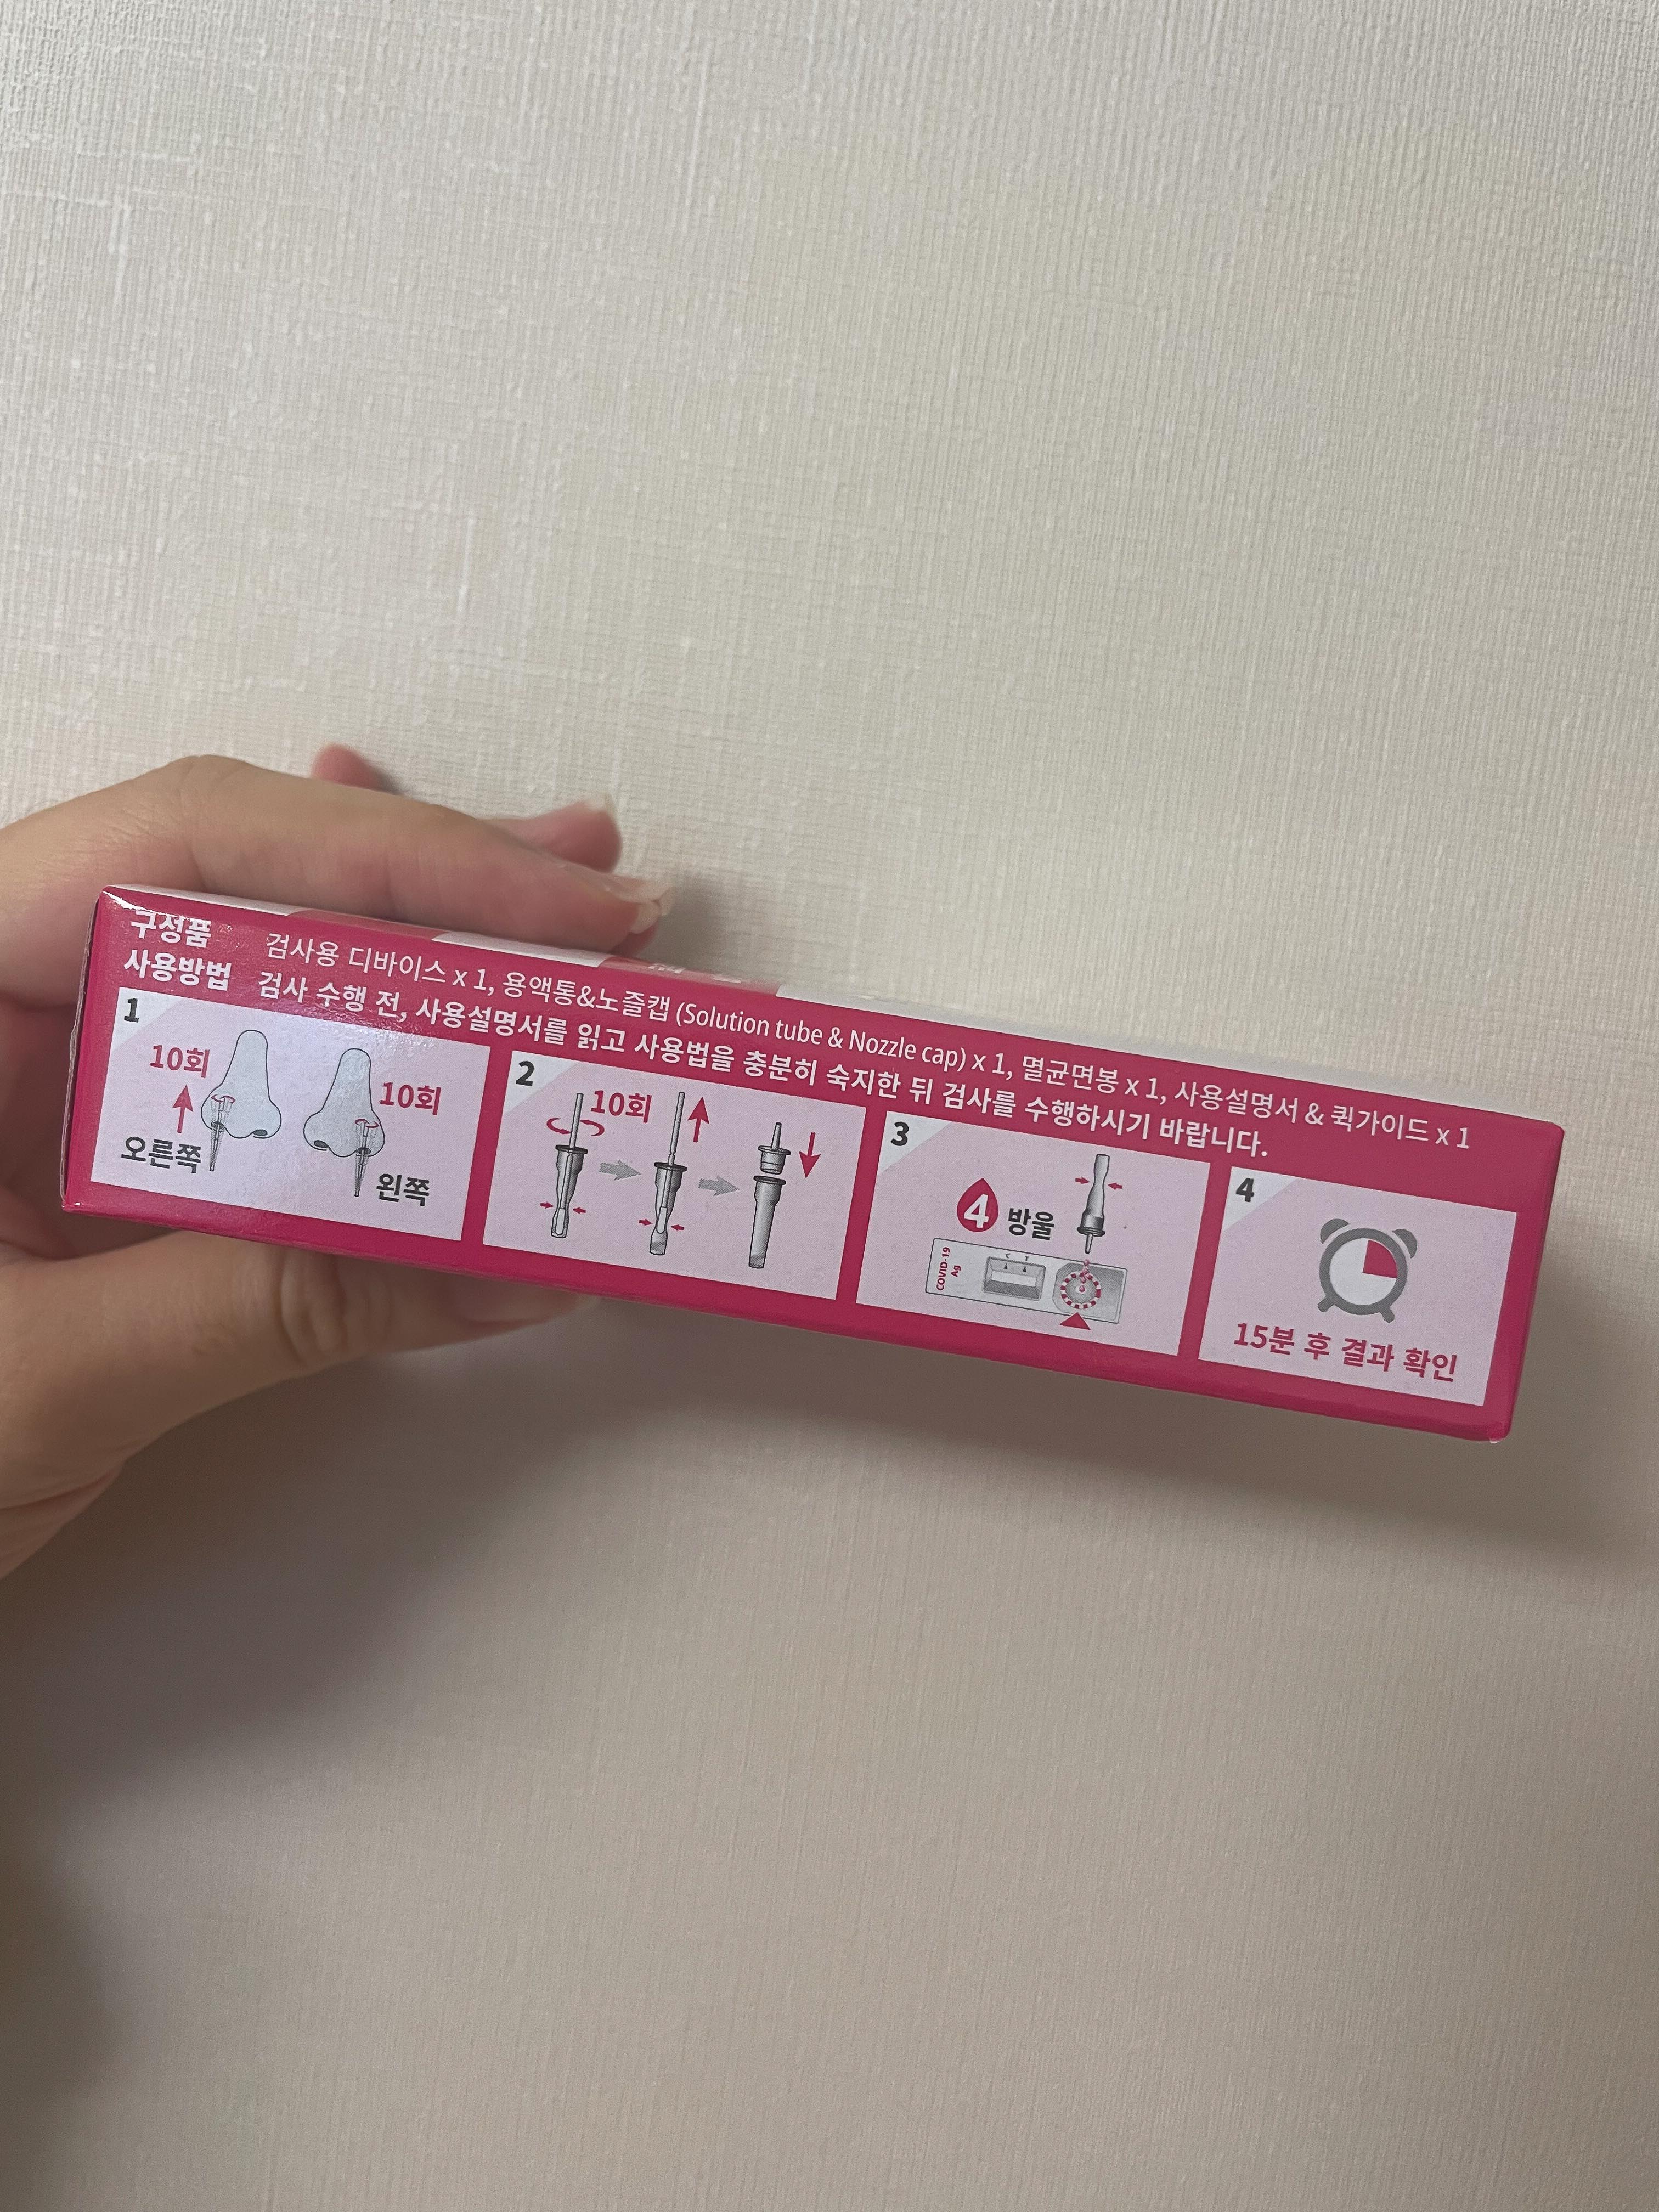 구성품 검사용 디바이스 x 1, 용액통&노즐캡 (Solution tube & Nozzle cap) x 1, 멸균면봉 x 1, 사용설명서 & 퀵가이드 x 1
사용방법 검사 수행 전, 사용설명서를 읽고 사용법을 충분히 숙지한 뒤 검사를 수행하시기 바랍니다.
1
10회
오른쪽
10회
왼쪽
2
10회
3
4 방울
COVID-19
Ag
C T
4
15분 후 결과 확인